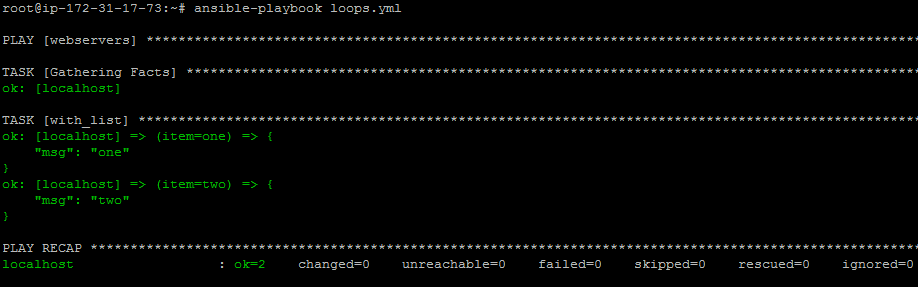 root@ip-172-31-17-73:~# ansible-playbook loops.yml
PLAY [webservers] *************************************************************************************************
TASK [Gathering Facts] ********************************************************************************************
ok: [localhost]
TASK [with_list] **************************************************************************************************
ok: [localhost] => (item=one) => {
    "msg": "one"
}
ok: [localhost] => (item=two) => {
    "msg": "two"
}
PLAY RECAP ********************************************************************************************************
localhost                  : ok=2    changed=0    unreachable=0    failed=0    skipped=0    rescued=0    ignored=0